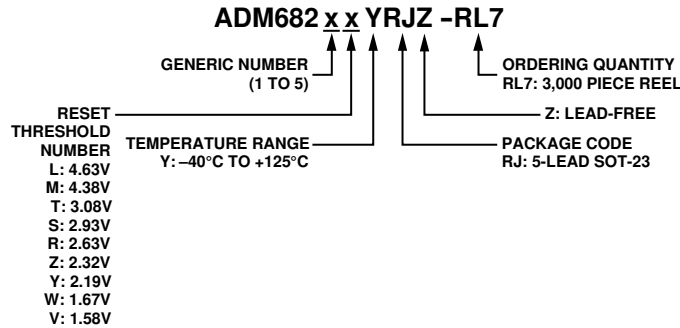 ADM682 x x YRJZ –RL7
GENERIC NUMBER
(1 TO 5)
ORDERING QUANTITY
RL7: 3,000 PIECE REEL
RESET
THRESHOLD
NUMBER
L: 4.63V
M: 4.38V
T: 3.08V
S: 2.93V
R: 2.63V
Z: 2.32V
Y: 2.19V
W: 1.67V
V: 1.58V
Z: LEAD-FREE
TEMPERATURE RANGE
Y: –40°C TO +125°C
PACKAGE CODE
RJ: 5-LEAD SOT-23